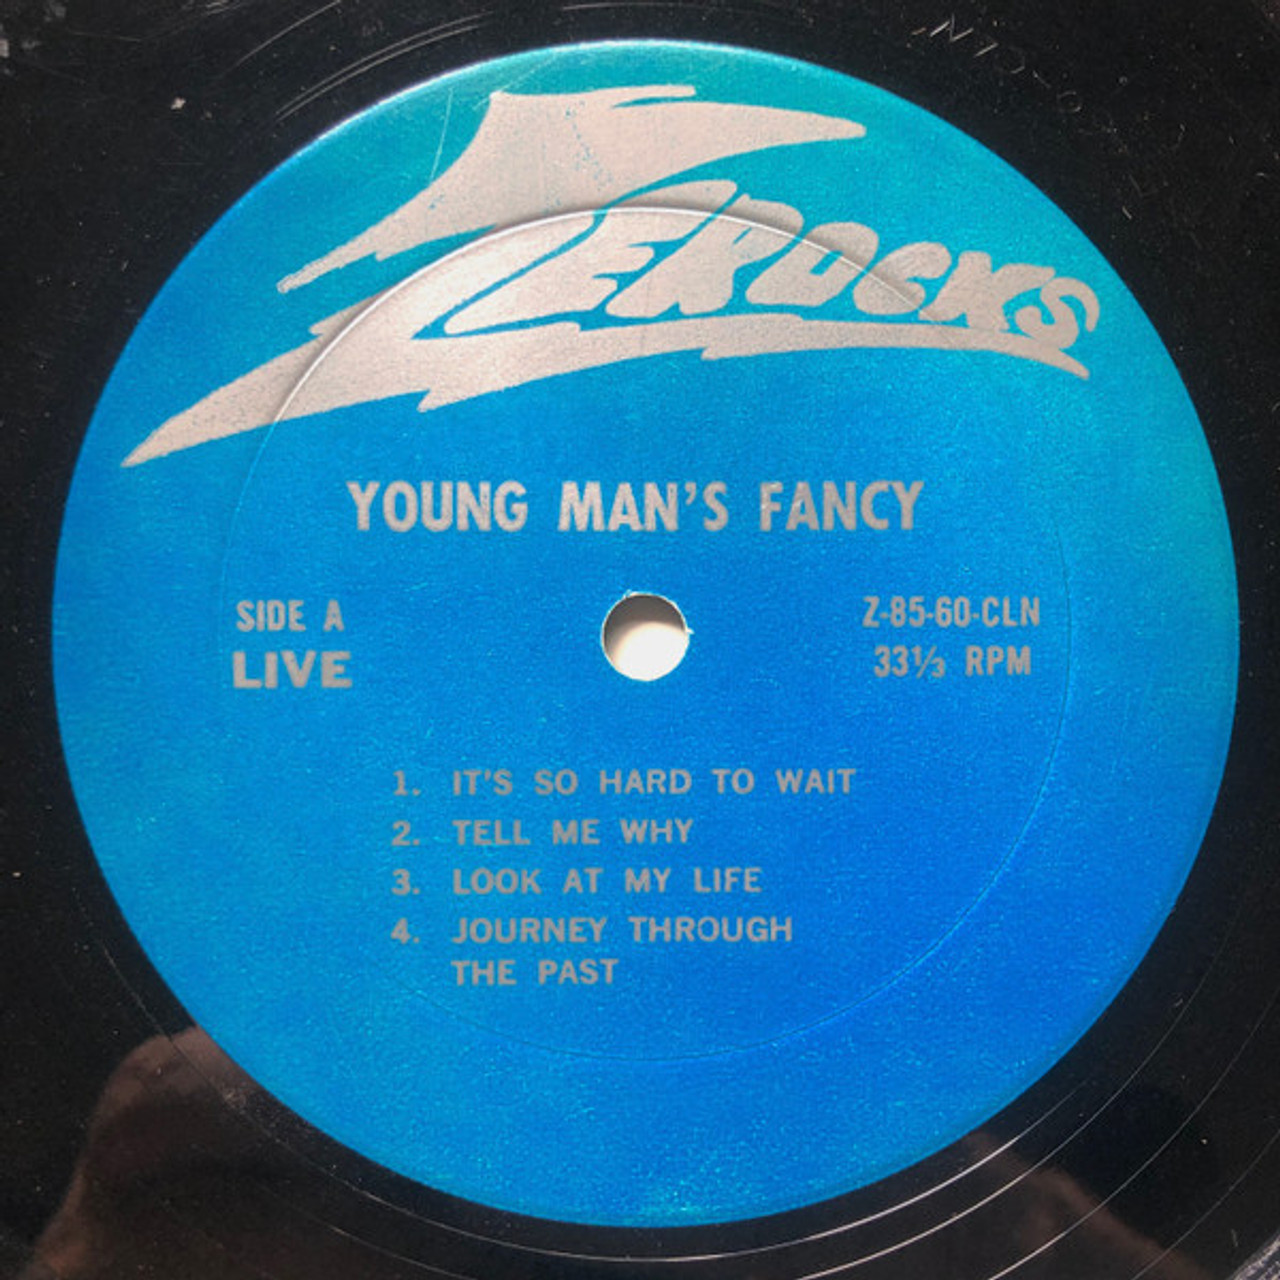 ZEROCKS
YOUNG MAN'S FANCY
SIDE A
LIVE
Z-85-60-CLN
33⅓ RPM
1. IT'S SO HARD TO WAIT
2. TELL ME WHY
3. LOOK AT MY LIFE
4. JOURNEY THROUGH
THE PAST